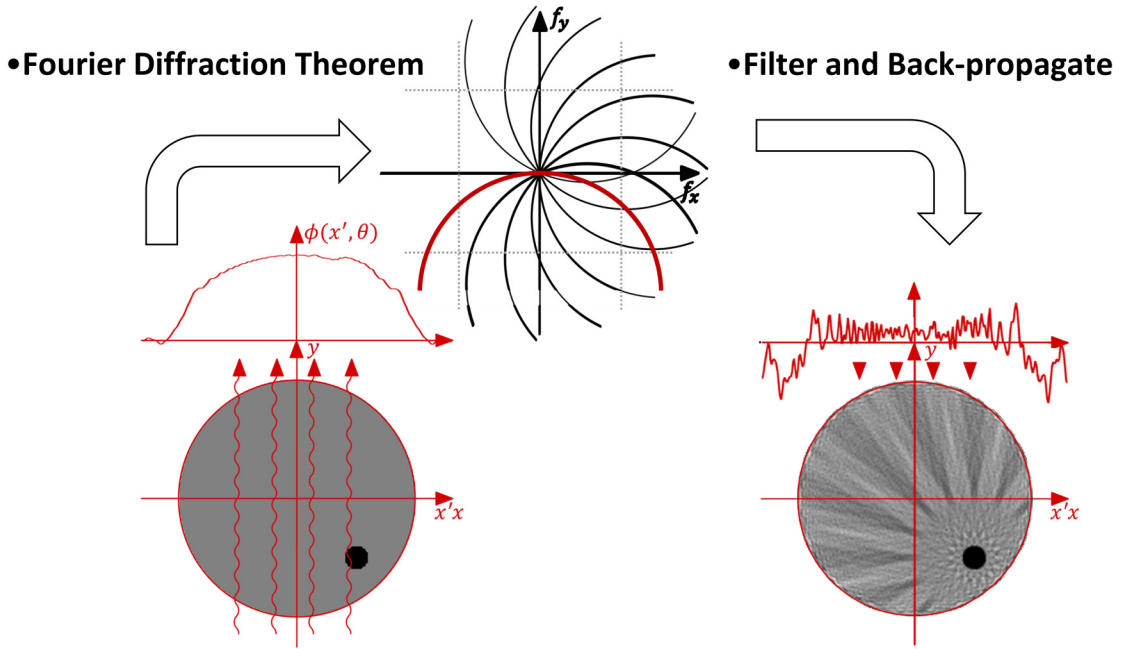 •Fourier Diffraction Theorem
f_y
•Filter and Back-propagate
f_x
ϕ(x′, θ)
y
y
x′x
x′x